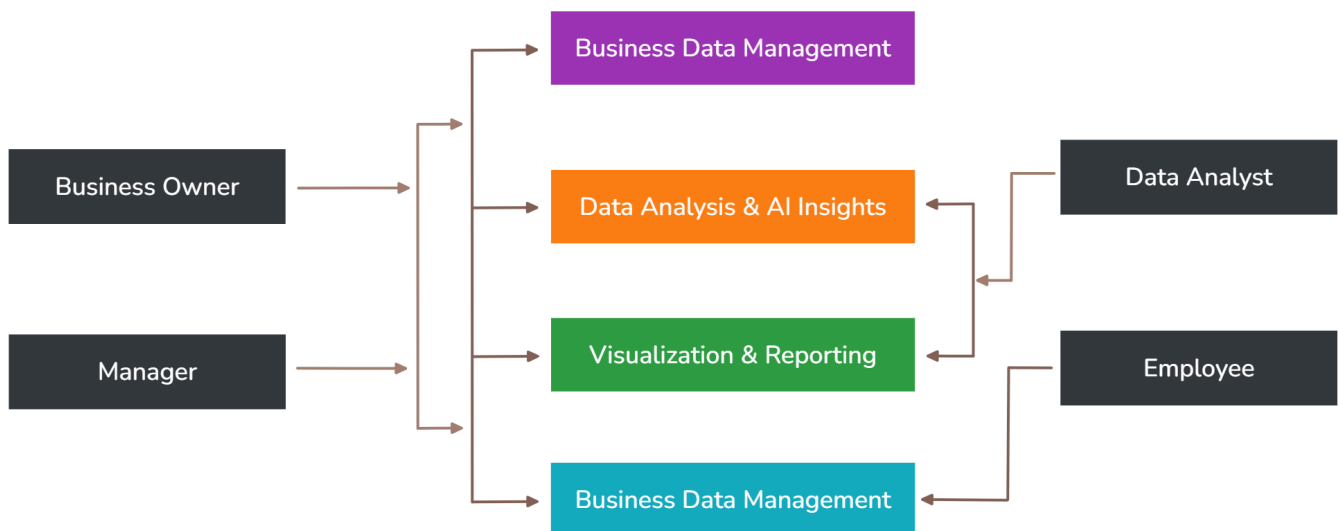 Business Data Management
Business Owner
Data Analysis & AI Insights
Data Analyst
Manager
Visualization & Reporting
Employee
Business Data Management